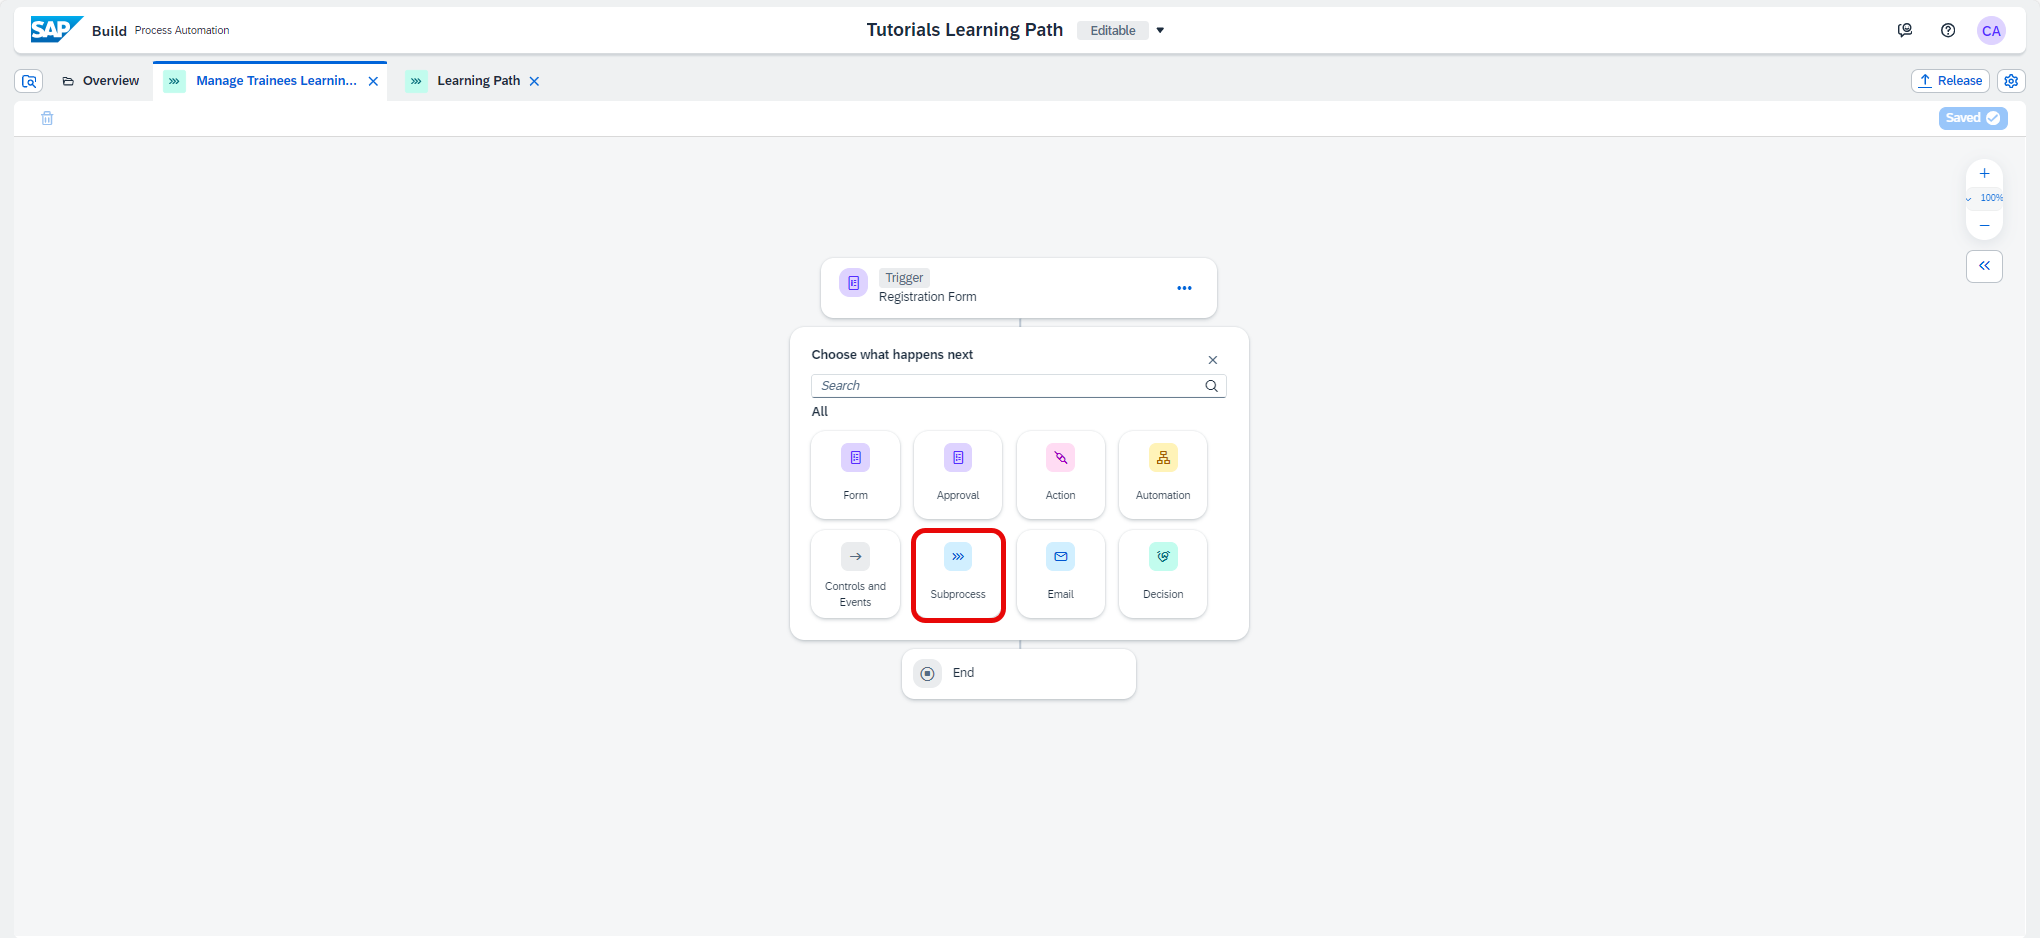 SAP Build Process Automation
Tutorials Learning Path Editable
CA
Overview
Manage Trainees Learnin...
Learning Path
Release
Saved
100%
Trigger
Registration Form
Choose what happens next
Search
All
Form
Approval
Action
Automation
Controls and
Events
Subprocess
Email
Decision
End